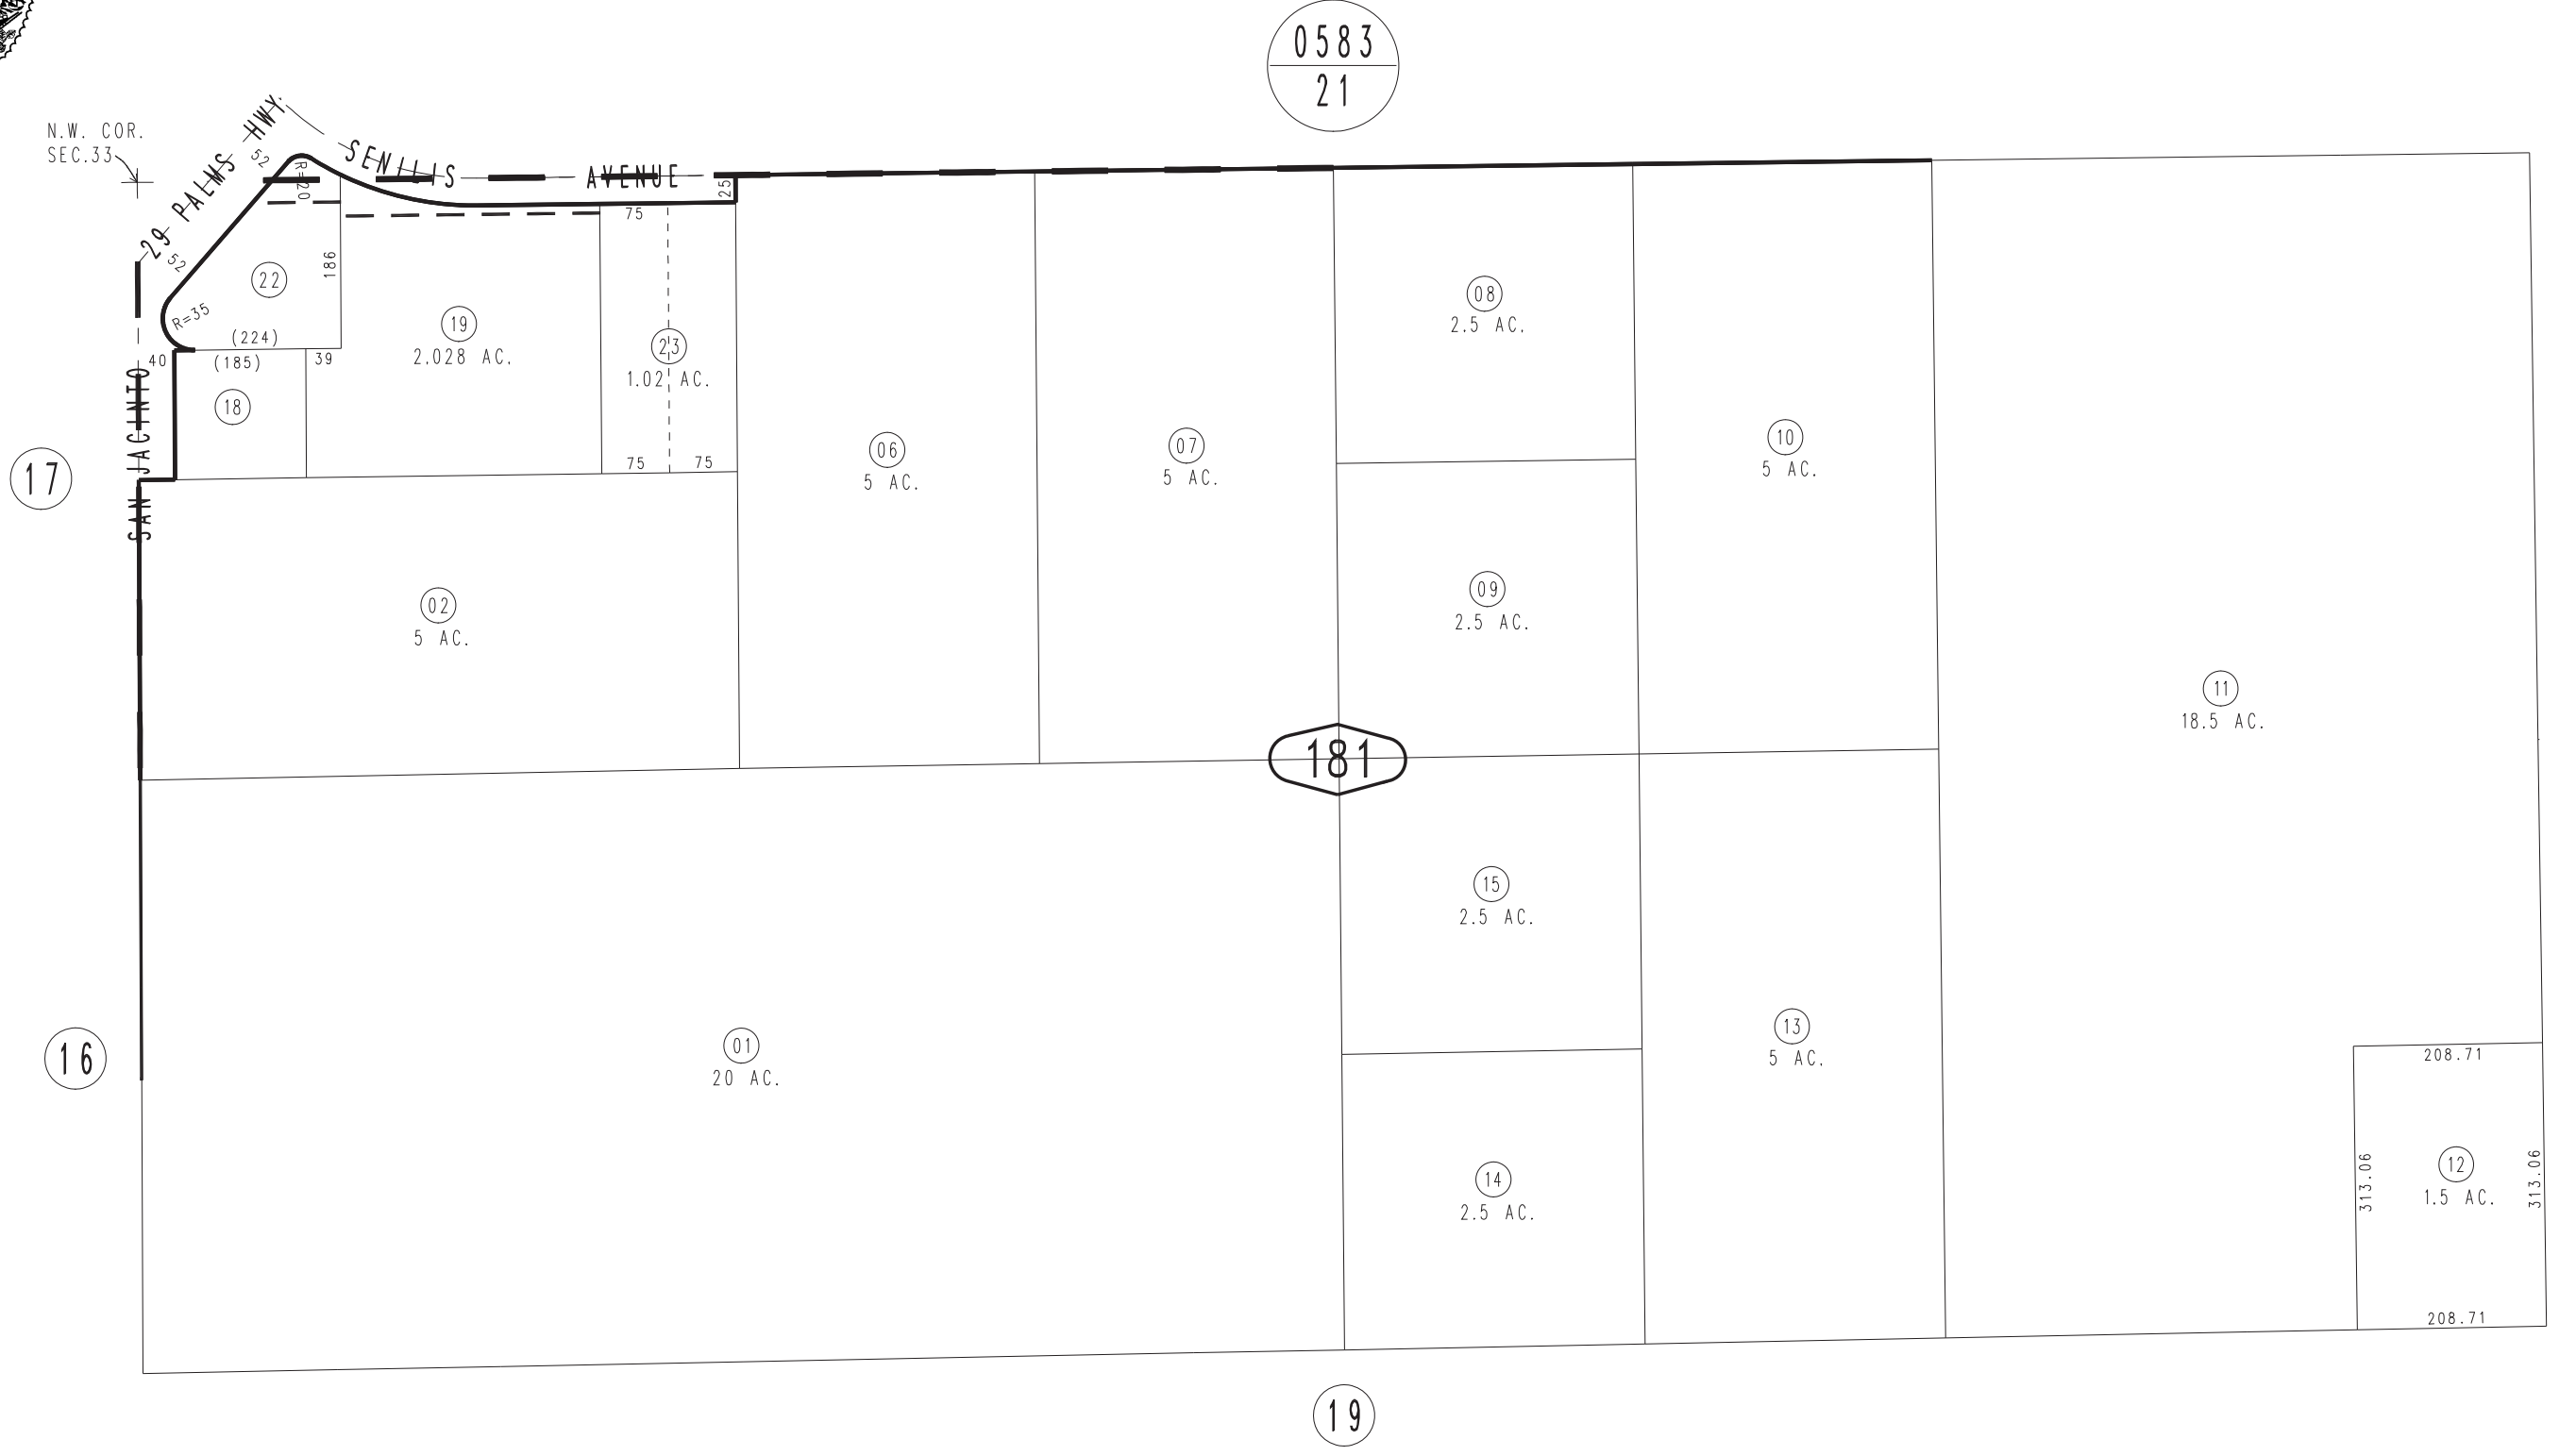 0583
21
N.W. COR.
SEC.33
29 PALMS HWY.
SENILIS AVENUE
52
R=20
25
75
52
22
186
R=35
(224)
19
2.028 AC.
23
1.02 AC.
08
2.5 AC.
40
(185)
39
18
SAN JACINTO
17
75
75
06
5 AC.
07
5 AC.
10
5 AC.
02
5 AC.
09
2.5 AC.
11
18.5 AC.
181
15
2.5 AC.
01
20 AC.
13
5 AC.
16
208.71
14
2.5 AC.
313.06
12
1.5 AC.
313.06
208.71
19